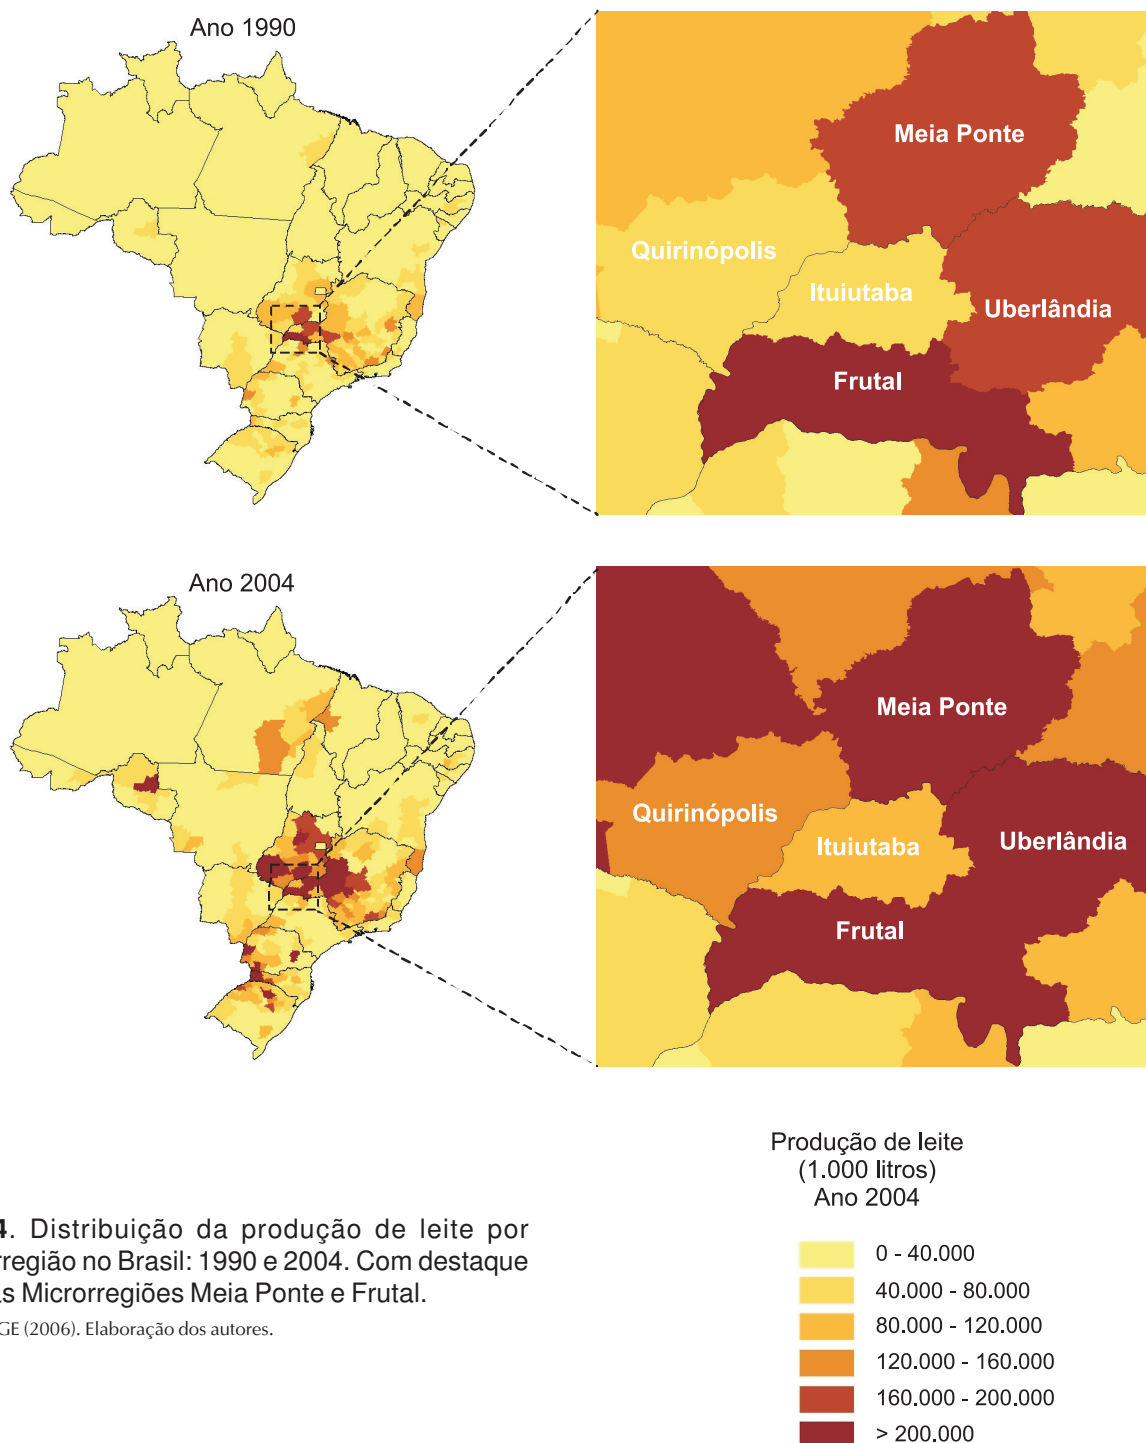 Ano 1990
Meia Ponte
Quirinópolis
Ituiutaba
Uberlândia
Frutal
Ano 2004
Meia Ponte
Quirinópolis
Ituiutaba
Uberlândia
Frutal
Produção de leite
(1.000 litros)
Ano 2004
0 - 40.000
40.000 - 80.000
80.000 - 120.000
120.000 - 160.000
160.000 - 200.000
> 200.000
4. Distribuição da produção de leite por
rregião no Brasil: 1990 e 2004. Com destaque
as Microrregiões Meia Ponte e Frutal.
GE (2006). Elaboração dos autores.